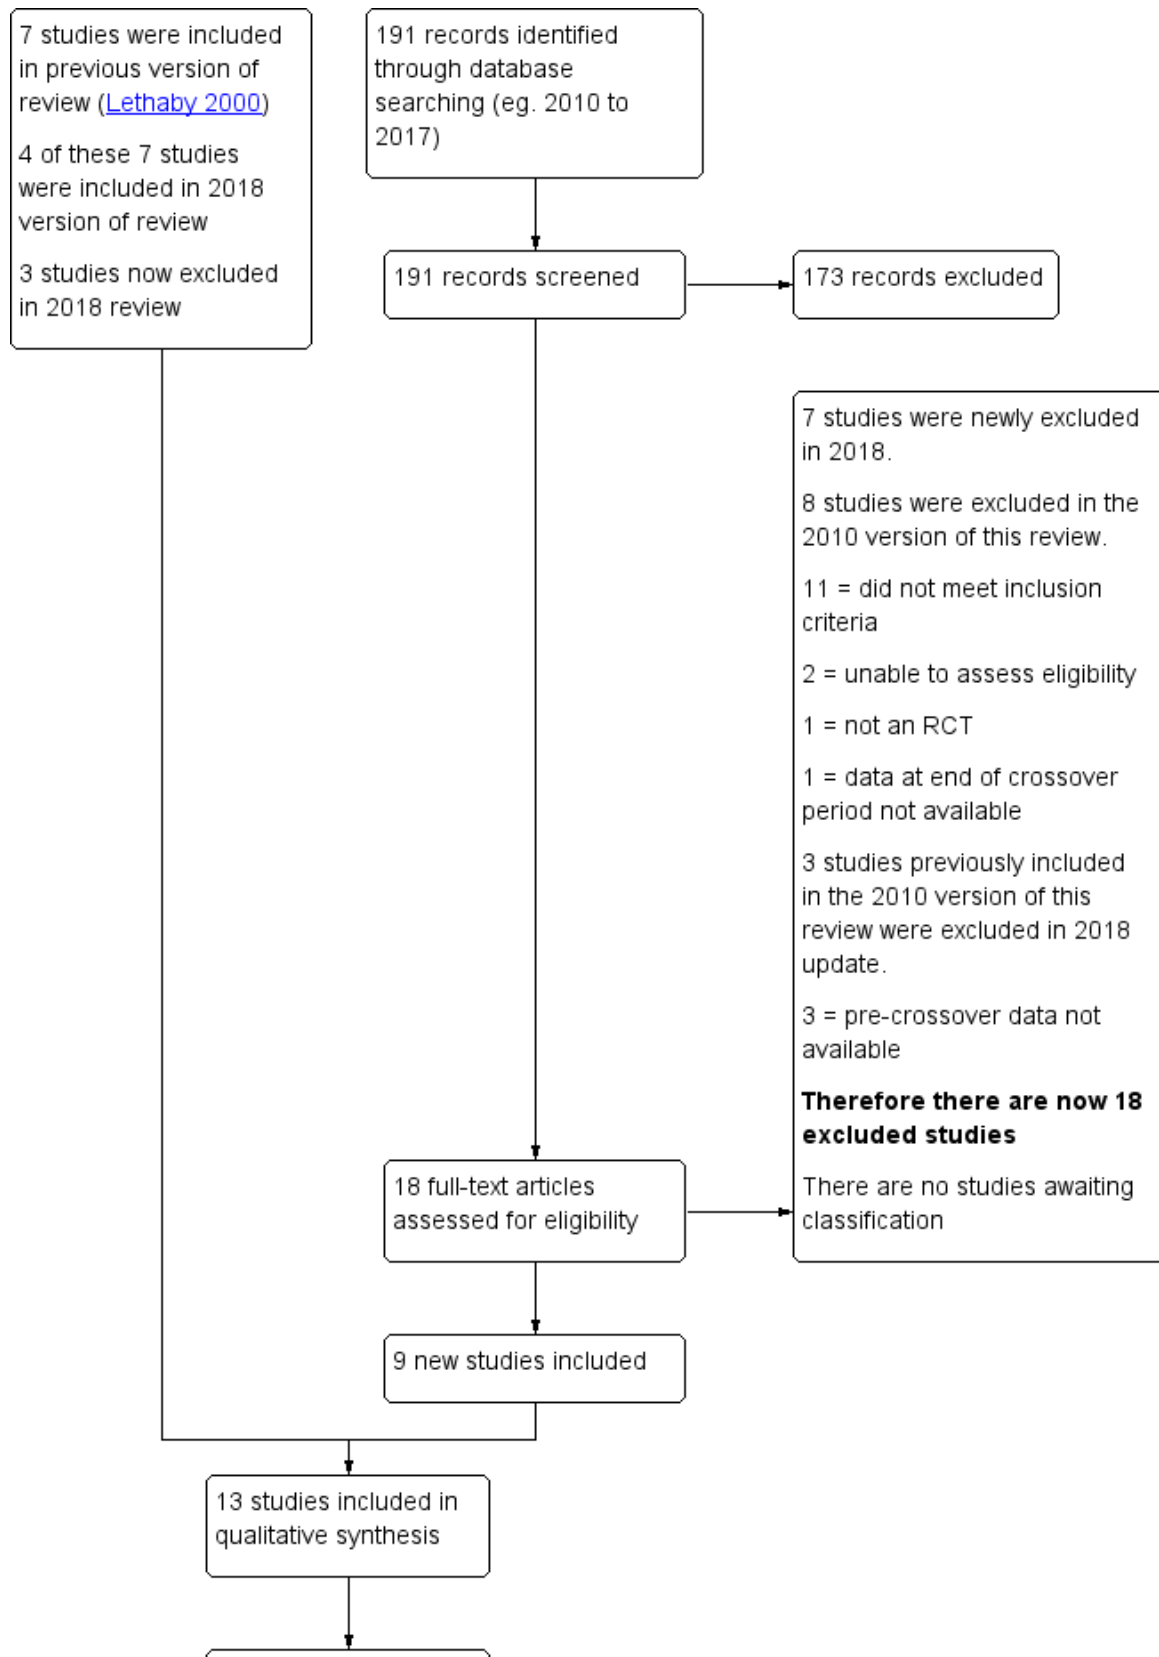 7 studies were included
in previous version of
review (Lethaby 2000)
4 of these 7 studies
were included in 2018
version of review
3 studies now excluded
in 2018 review
191 records identified
through database
searching (eg. 2010 to
2017)
191 records screened
173 records excluded
7 studies were newly excluded
in 2018.
8 studies were excluded in the
2010 version of this review.
11 = did not meet inclusion
criteria
2 = unable to assess eligibility
1 = not an RCT
1 = data at end of crossover
period not available
3 studies previously included
in the 2010 version of this
review were excluded in 2018
update.
3 = pre-crossover data not
available
Therefore there are now 18
excluded studies
There are no studies awaiting
classification
18 full-text articles
assessed for eligibility
9 new studies included
13 studies included in
qualitative synthesis